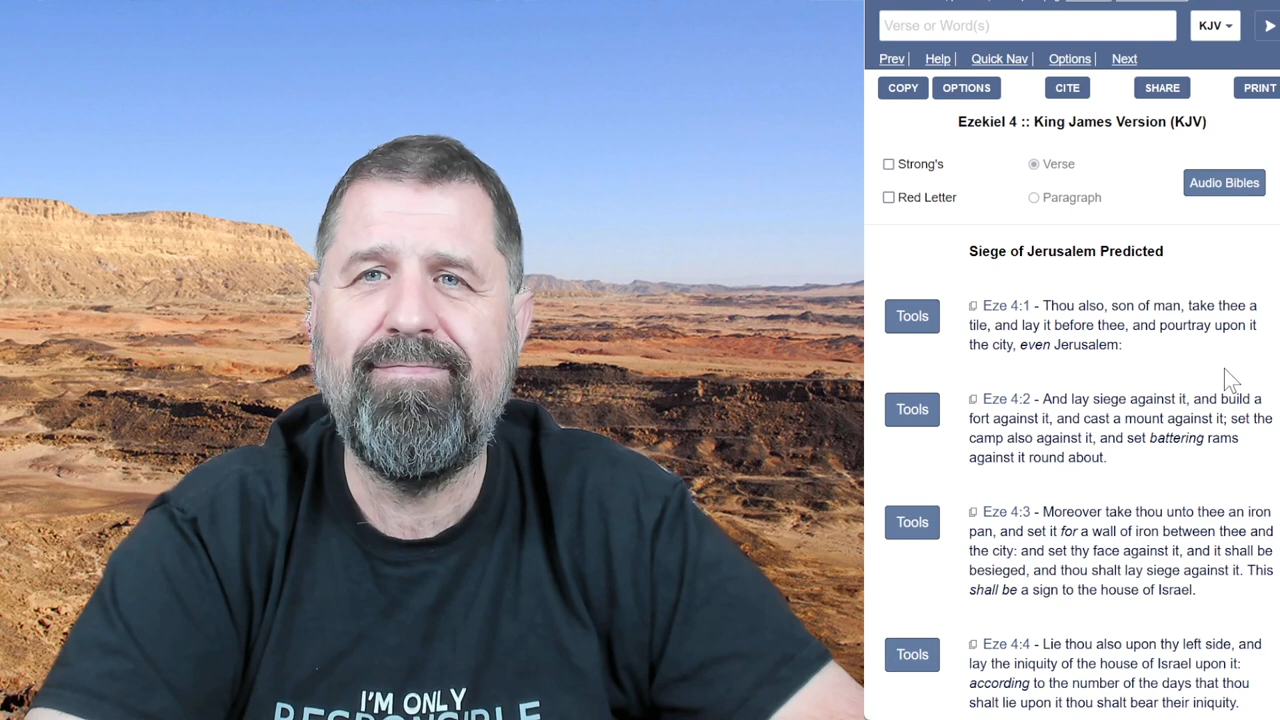 Verse or Word(s)
KJV
Prev | Help | Quick Nav | Options | Next
COPY OPTIONS CITE SHARE PRINT
Ezekiel 4 :: King James Version (KJV)
Strong's Verse
Audio Bibles
Red Letter Paragraph
Siege of Jerusalem Predicted
Tools
Eze 4:1 - Thou also, son of man, take thee a
tile, and lay it before thee, and pourtray upon it
the city, even Jerusalem:
Tools
Eze 4:2 - And lay siege against it, and build a
fort against it, and cast a mount against it; set the
camp also against it, and set battering rams
against it round about.
Tools
Eze 4:3 - Moreover take thou unto thee an iron
pan, and set it for a wall of iron between thee and
the city: and set thy face against it, and it shall be
besieged, and thou shalt lay siege against it. This
shall be a sign to the house of Israel.
Tools
Eze 4:4 - Lie thou also upon thy left side, and
lay the iniquity of the house of Israel upon it:
according to the number of the days that thou
shalt lie upon it thou shalt bear their iniquity.
I'M ONLY
RESPONSIBLE